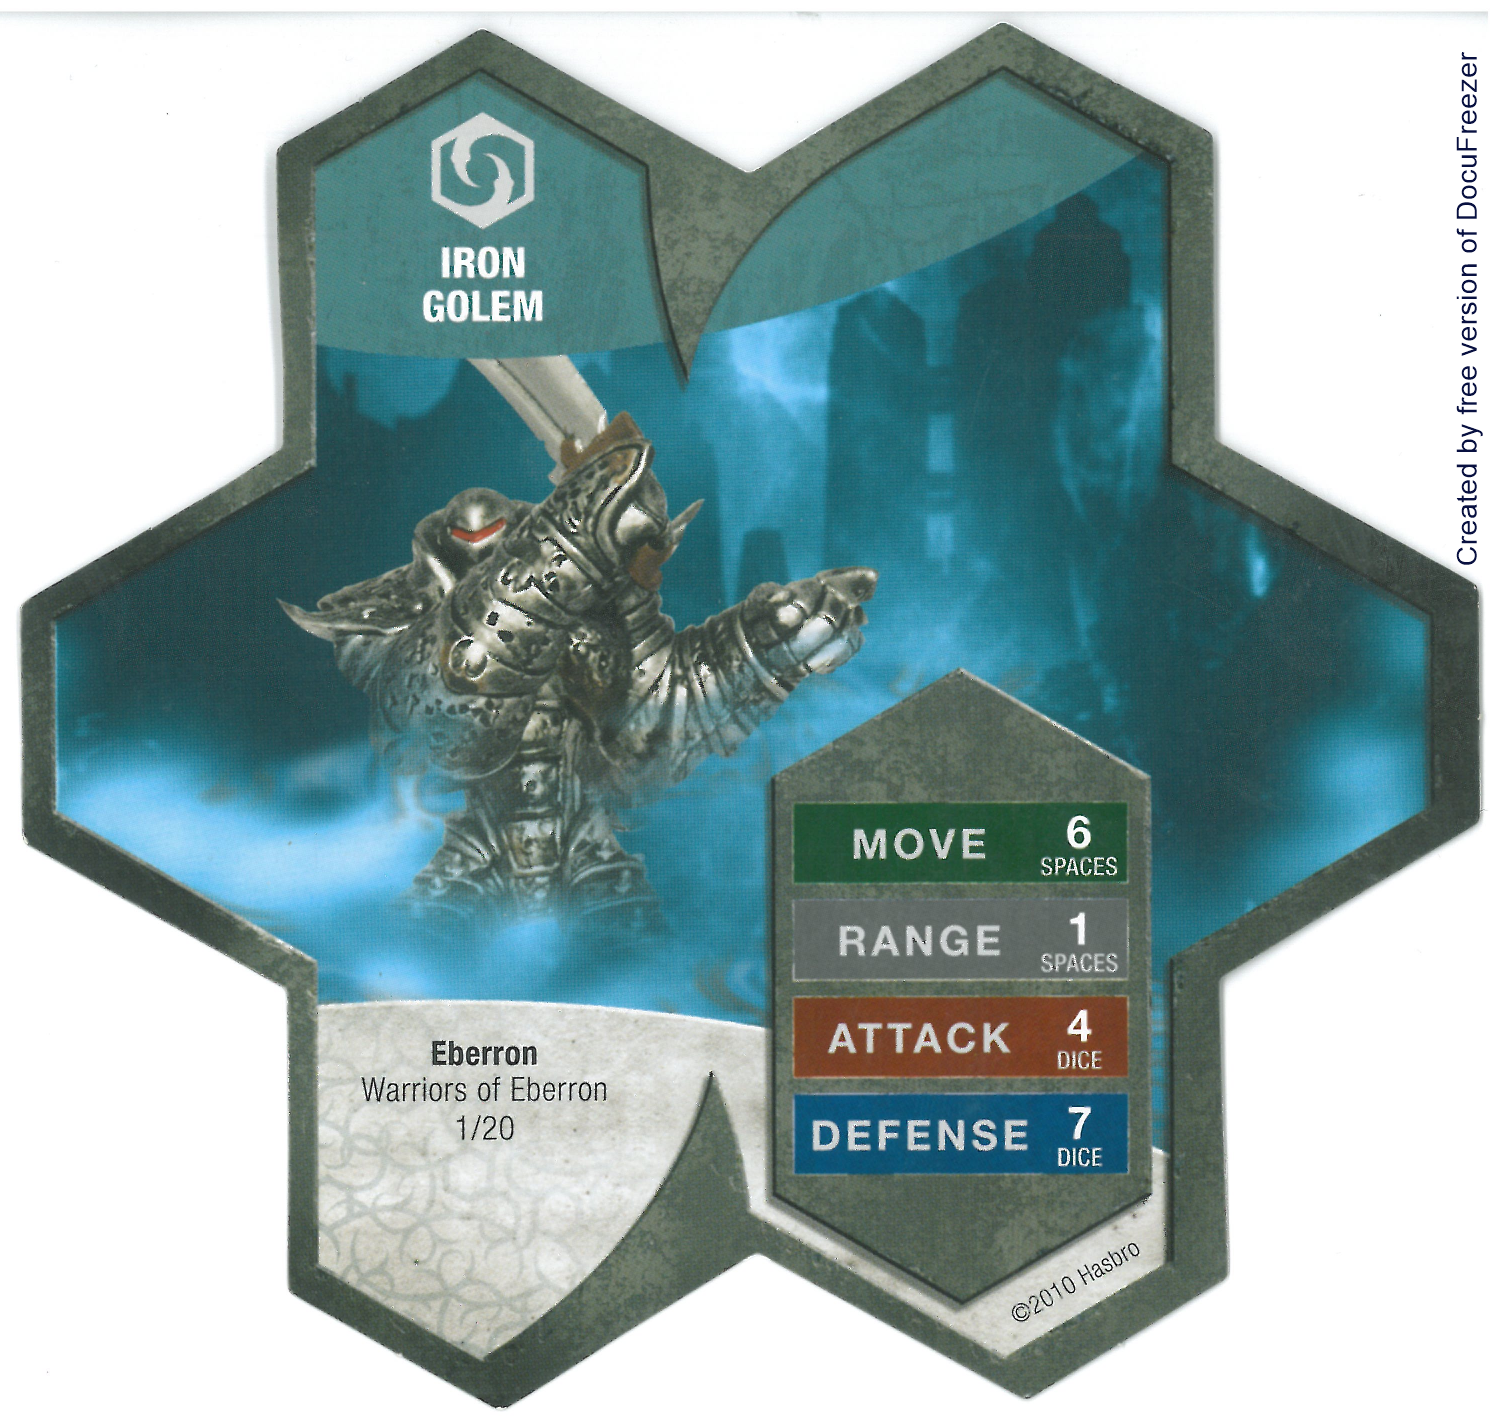 IRON
GOLEM
MOVE 6
SPACES
RANGE 1
SPACES
ATTACK 4
DICE
DEFENSE 7
DICE
Eberron
Warriors of Eberron
1/20
©2010 Hasbro
Created by free version of DocuFreezer